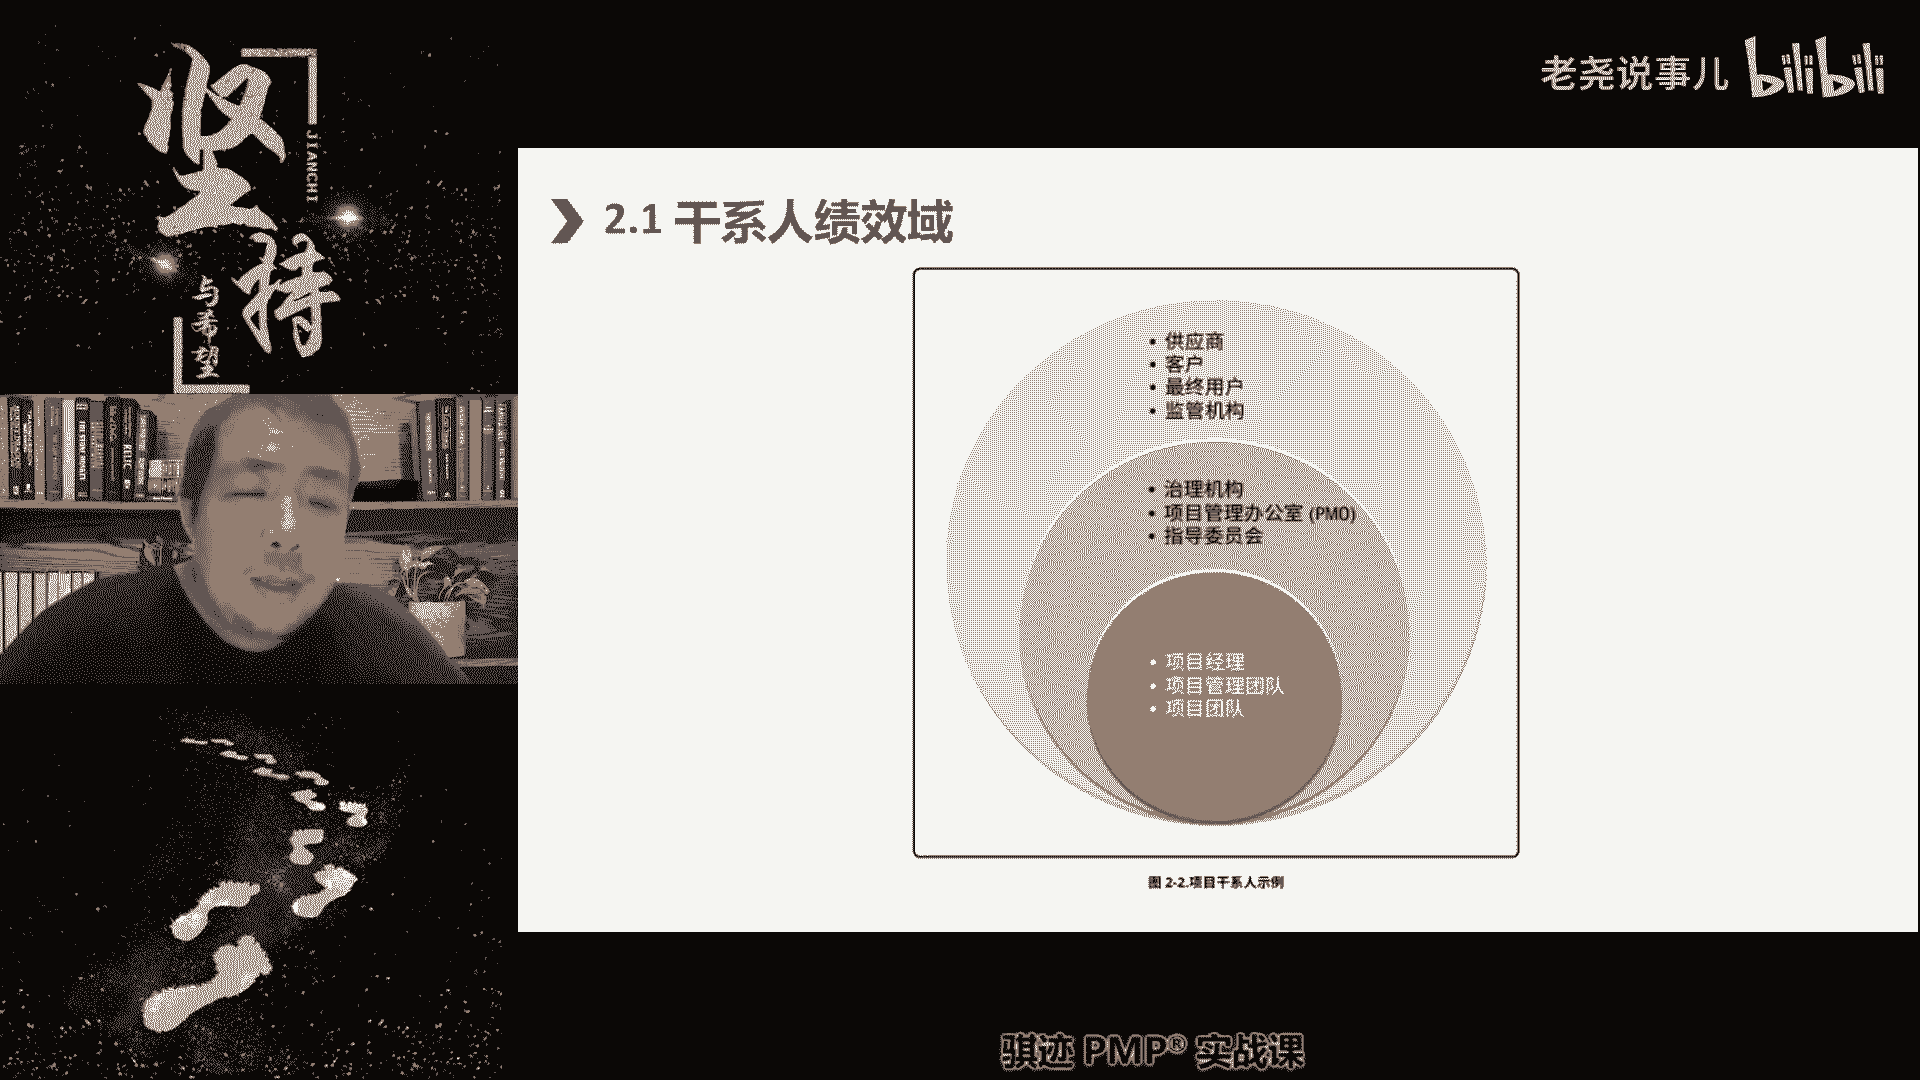 坚持
JIANCHI
与希望
老尧说事儿 bilibili
2.1 干系人绩效域
• 供应商
• 客户
• 最终用户
• 监管机构
• 治理机构
• 项目管理办公室 (PMO)
• 指导委员会
• 项目经理
• 项目管理团队
• 项目团队
图 2-2.项目干系人示例
骐迹 PMP® 实战课